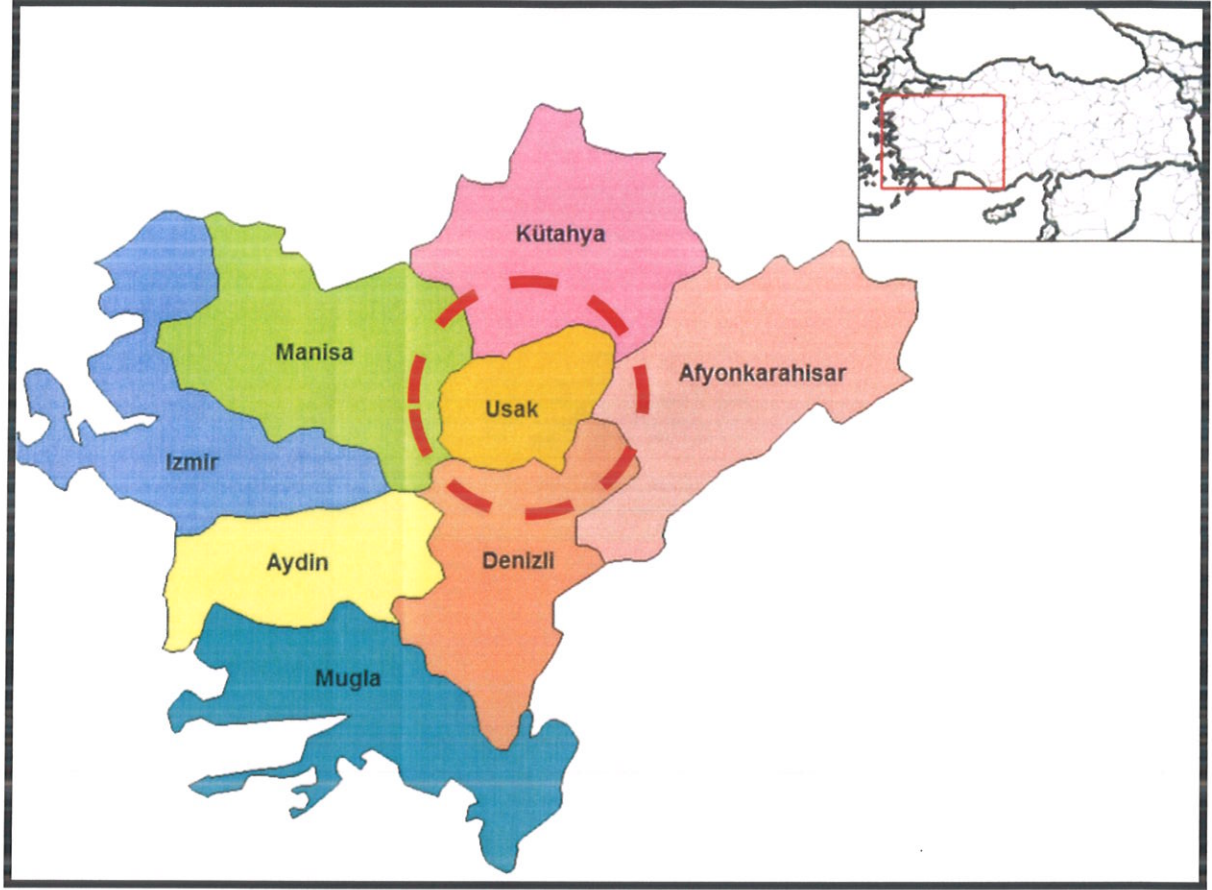 Kütahya
Manisa
Afyonkarahisar
Usak
Izmir
Aydin
Denizli
Mugla